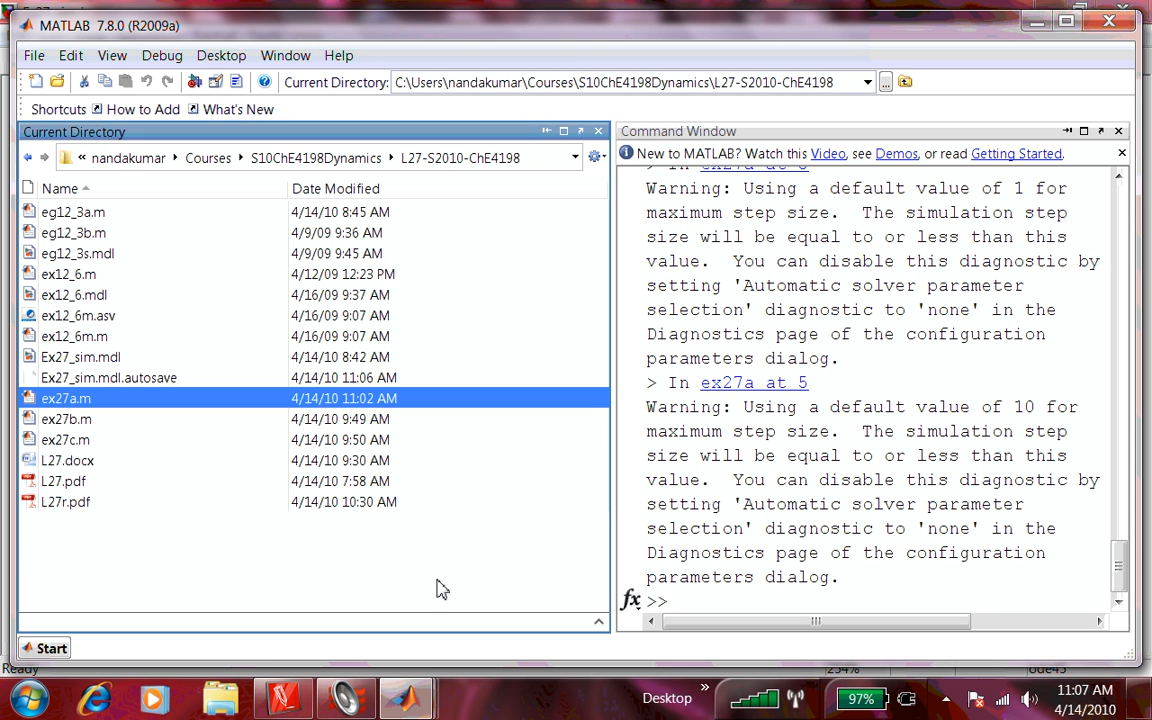 MATLAB 7.8.0 (R2009a)
File Edit View Debug Desktop Window Help
Current Directory: C:\Users\nandakumar\Courses\S10ChE4198Dynamics\L27-S2010-ChE4198
Shortcuts How to Add What's New
Current Directory
« nandakumar Courses S10ChE4198Dynamics L27-S2010-ChE4198
Name Date Modified
eg12_3a.m 4/14/10 8:45 AM
eg12_3b.m 4/9/09 9:36 AM
eg12_3s.mdl 4/9/09 9:45 AM
ex12_6.m 4/12/09 12:23 PM
ex12_6.mdl 4/16/09 9:37 AM
ex12_6m.asv 4/16/09 9:07 AM
ex12_6m.m 4/16/09 9:07 AM
Ex27_sim.mdl 4/14/10 8:42 AM
Ex27_sim.mdl.autosave 4/14/10 11:06 AM
ex27a.m 4/14/10 11:02 AM
ex27b.m 4/14/10 9:49 AM
ex27c.m 4/14/10 9:50 AM
L27.docx 4/14/10 9:30 AM
L27.pdf 4/14/10 7:58 AM
L27r.pdf 4/14/10 10:30 AM
Command Window
New to MATLAB? Watch this Video, see Demos, or read Getting Started.
Warning: Using a default value of 1 for
maximum step size. The simulation step
size will be equal to or less than this
value. You can disable this diagnostic by
setting 'Automatic solver parameter
selection' diagnostic to 'none' in the
Diagnostics page of the configuration
parameters dialog.
> In ex27a at 5
Warning: Using a default value of 10 for
maximum step size. The simulation step
size will be equal to or less than this
value. You can disable this diagnostic by
setting 'Automatic solver parameter
selection' diagnostic to 'none' in the
Diagnostics page of the configuration
parameters dialog.
fx >>
Start
Ready
Desktop »
97%
11:07 AM
4/14/2010